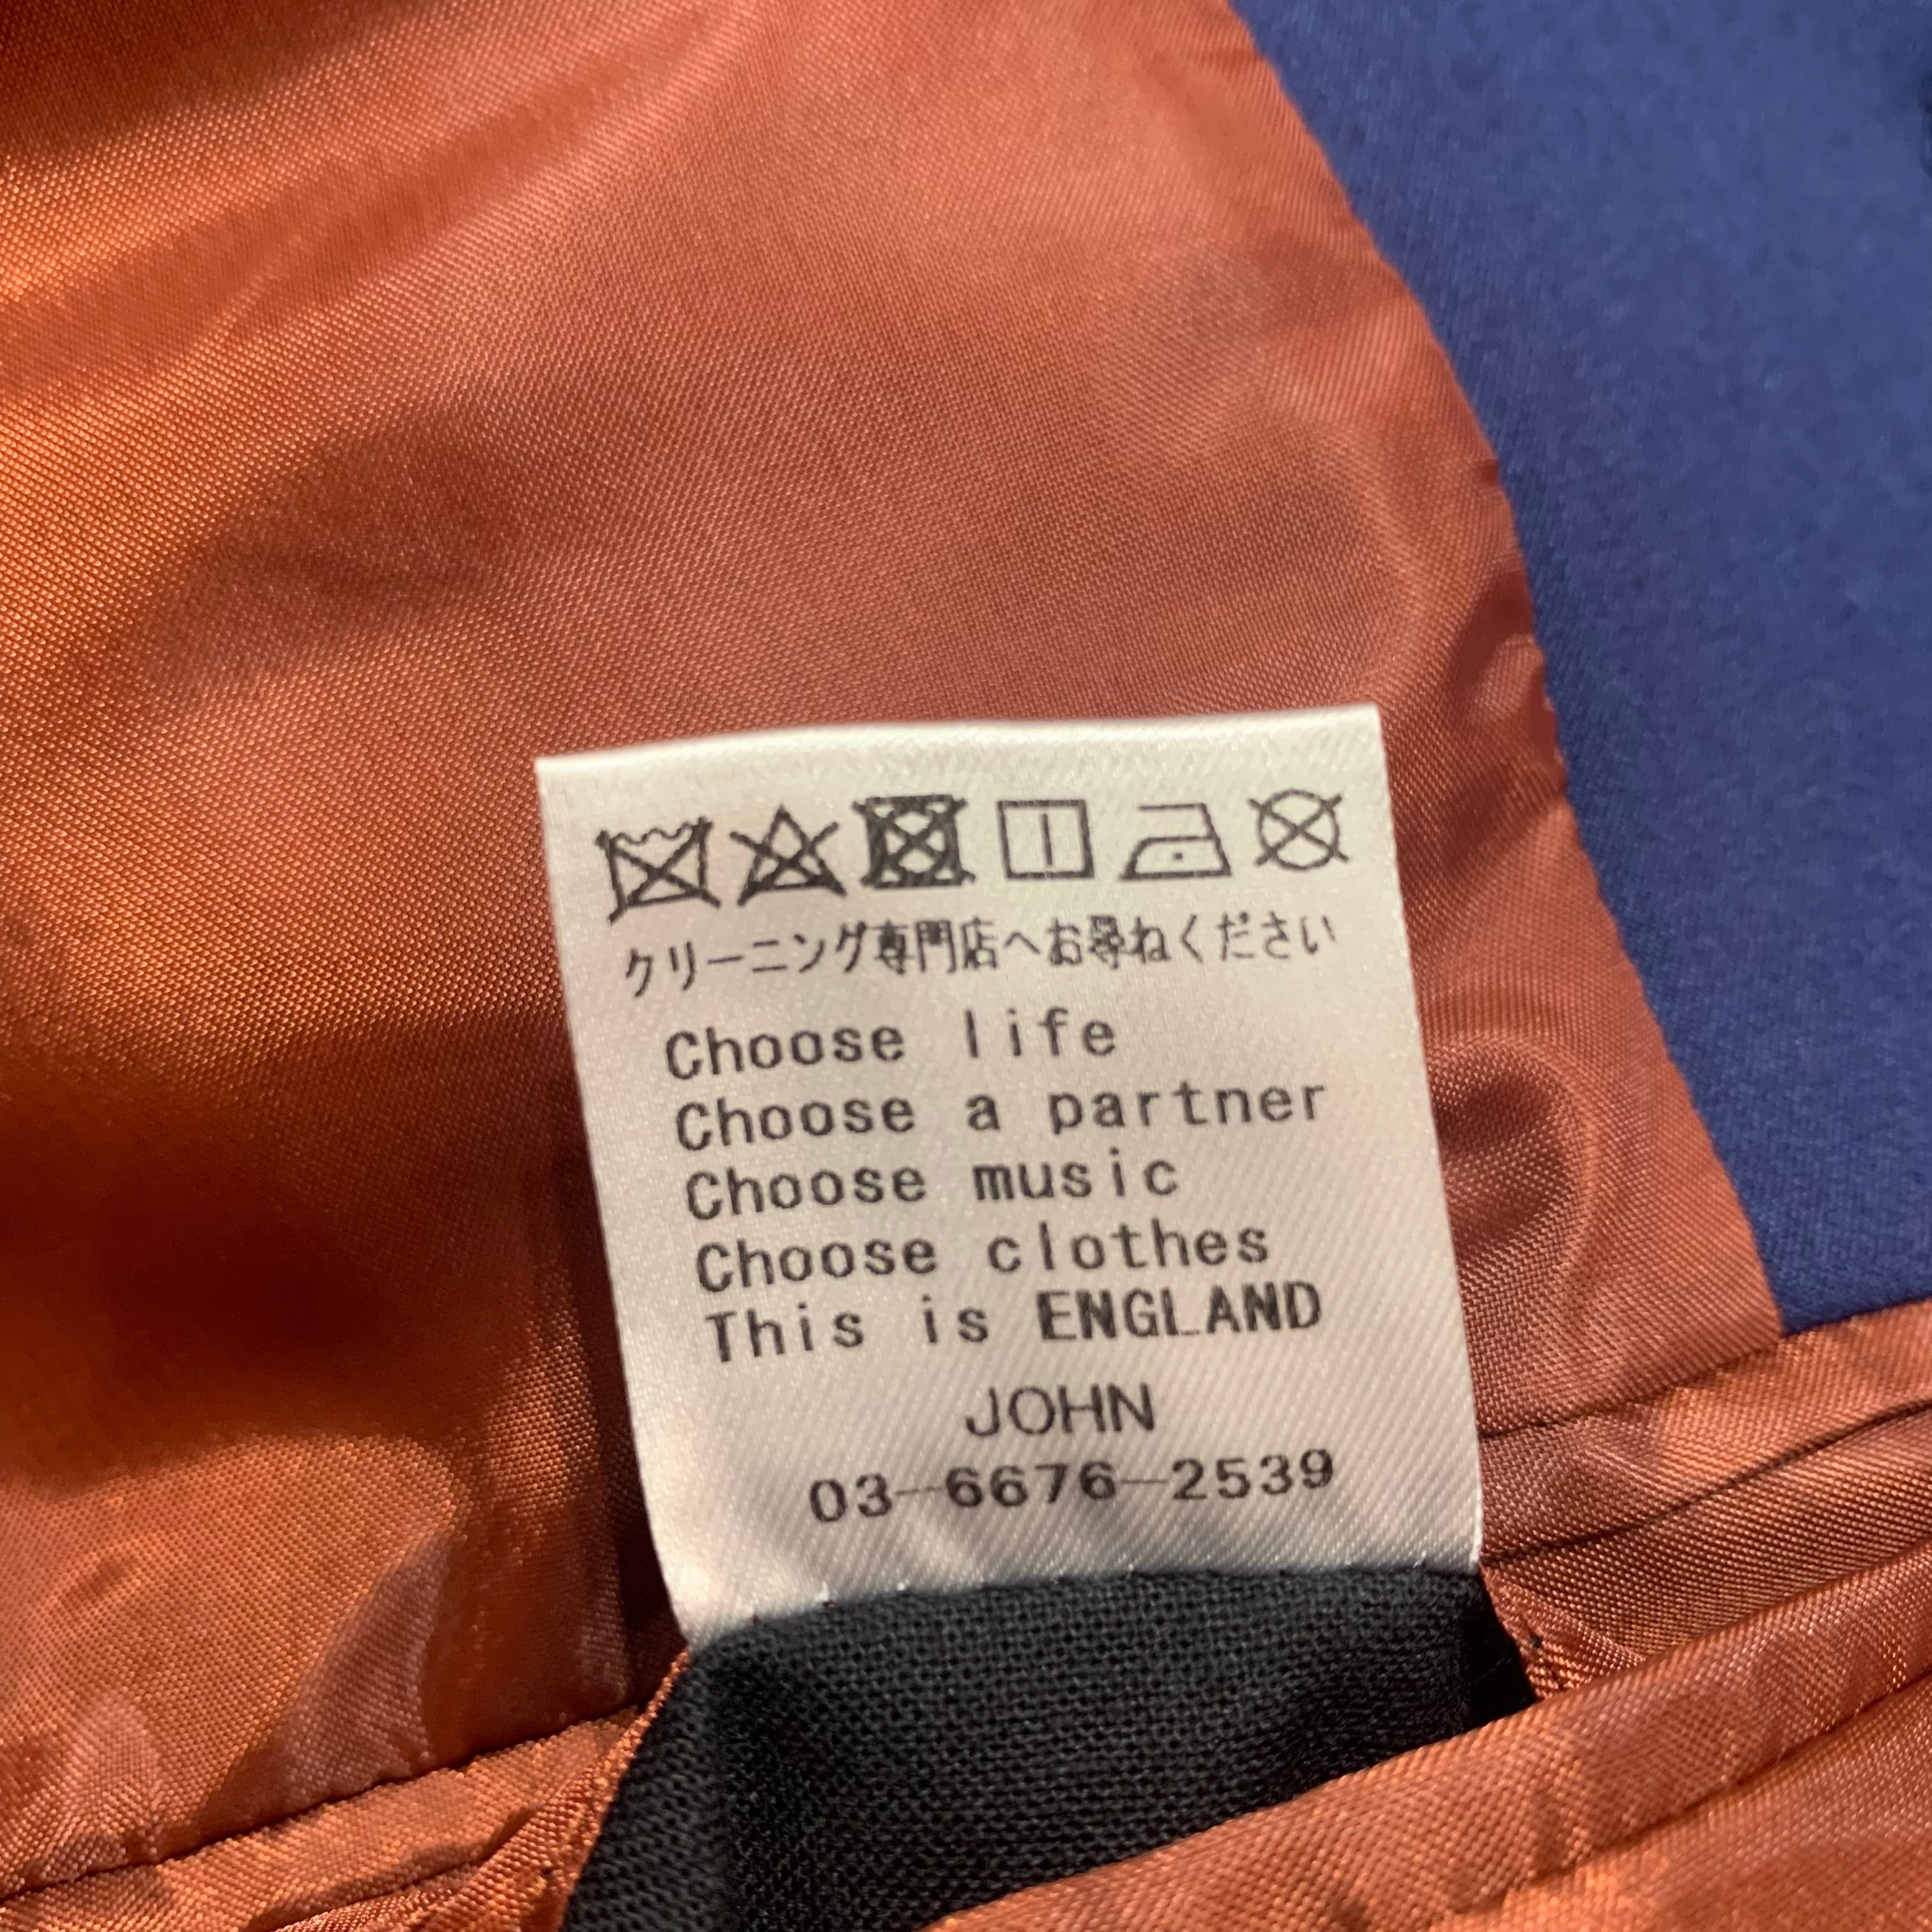 クリーニング専門店へお尋ねください
Choose life
Choose a partner
Choose music
Choose clothes
This is ENGLAND
JOHN
03-6676-2539